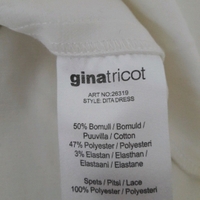 ginatricot
ART NO:26319
STYLE: DITA DRESS
50% Bomull / Bomuld /
Puuvilla / Cotton
47% Polyester / Polyesteri
3% Elastan / Elasthan /
Elastaani / Elastane
Spets / Pitsi / Lace
100% Polyester / Polyesteri